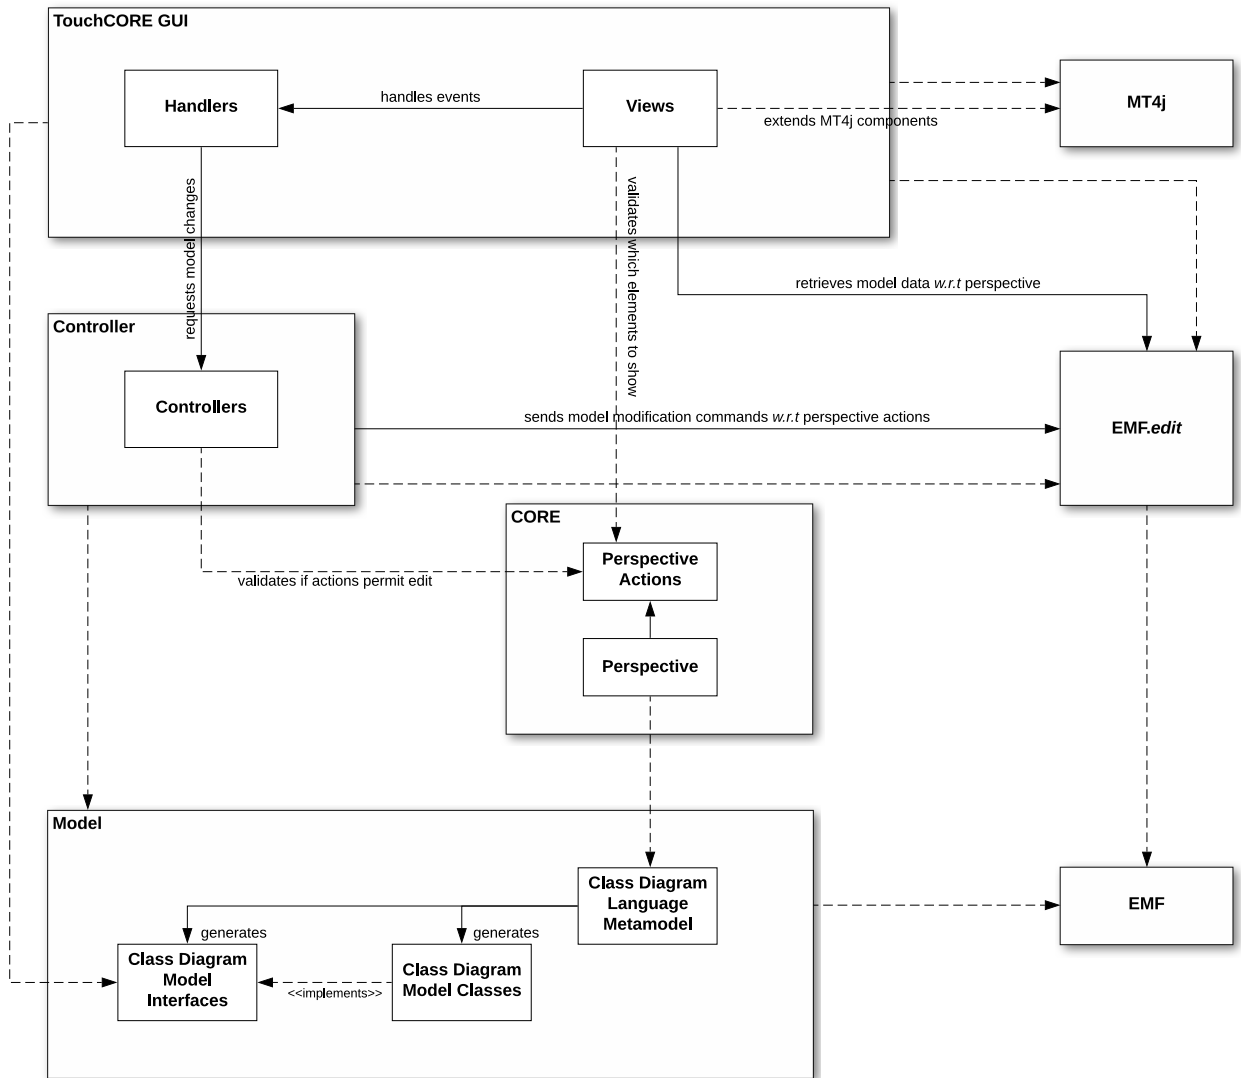 TouchCORE GUI
Handlers
handles events
Views
extends MT4j components
MT4j
requests model changes
validates which elements to show
retrieves model data w.r.t perspective
Controller
Controllers
sends model modification commands w.r.t perspective actions
EMF.edit
CORE
Perspective
Actions
validates if actions permit edit
Perspective
Model
Class Diagram
Language
Metamodel
EMF
generates
generates
Class Diagram
Model
Interfaces
<<implements>>
Class Diagram
Model Classes